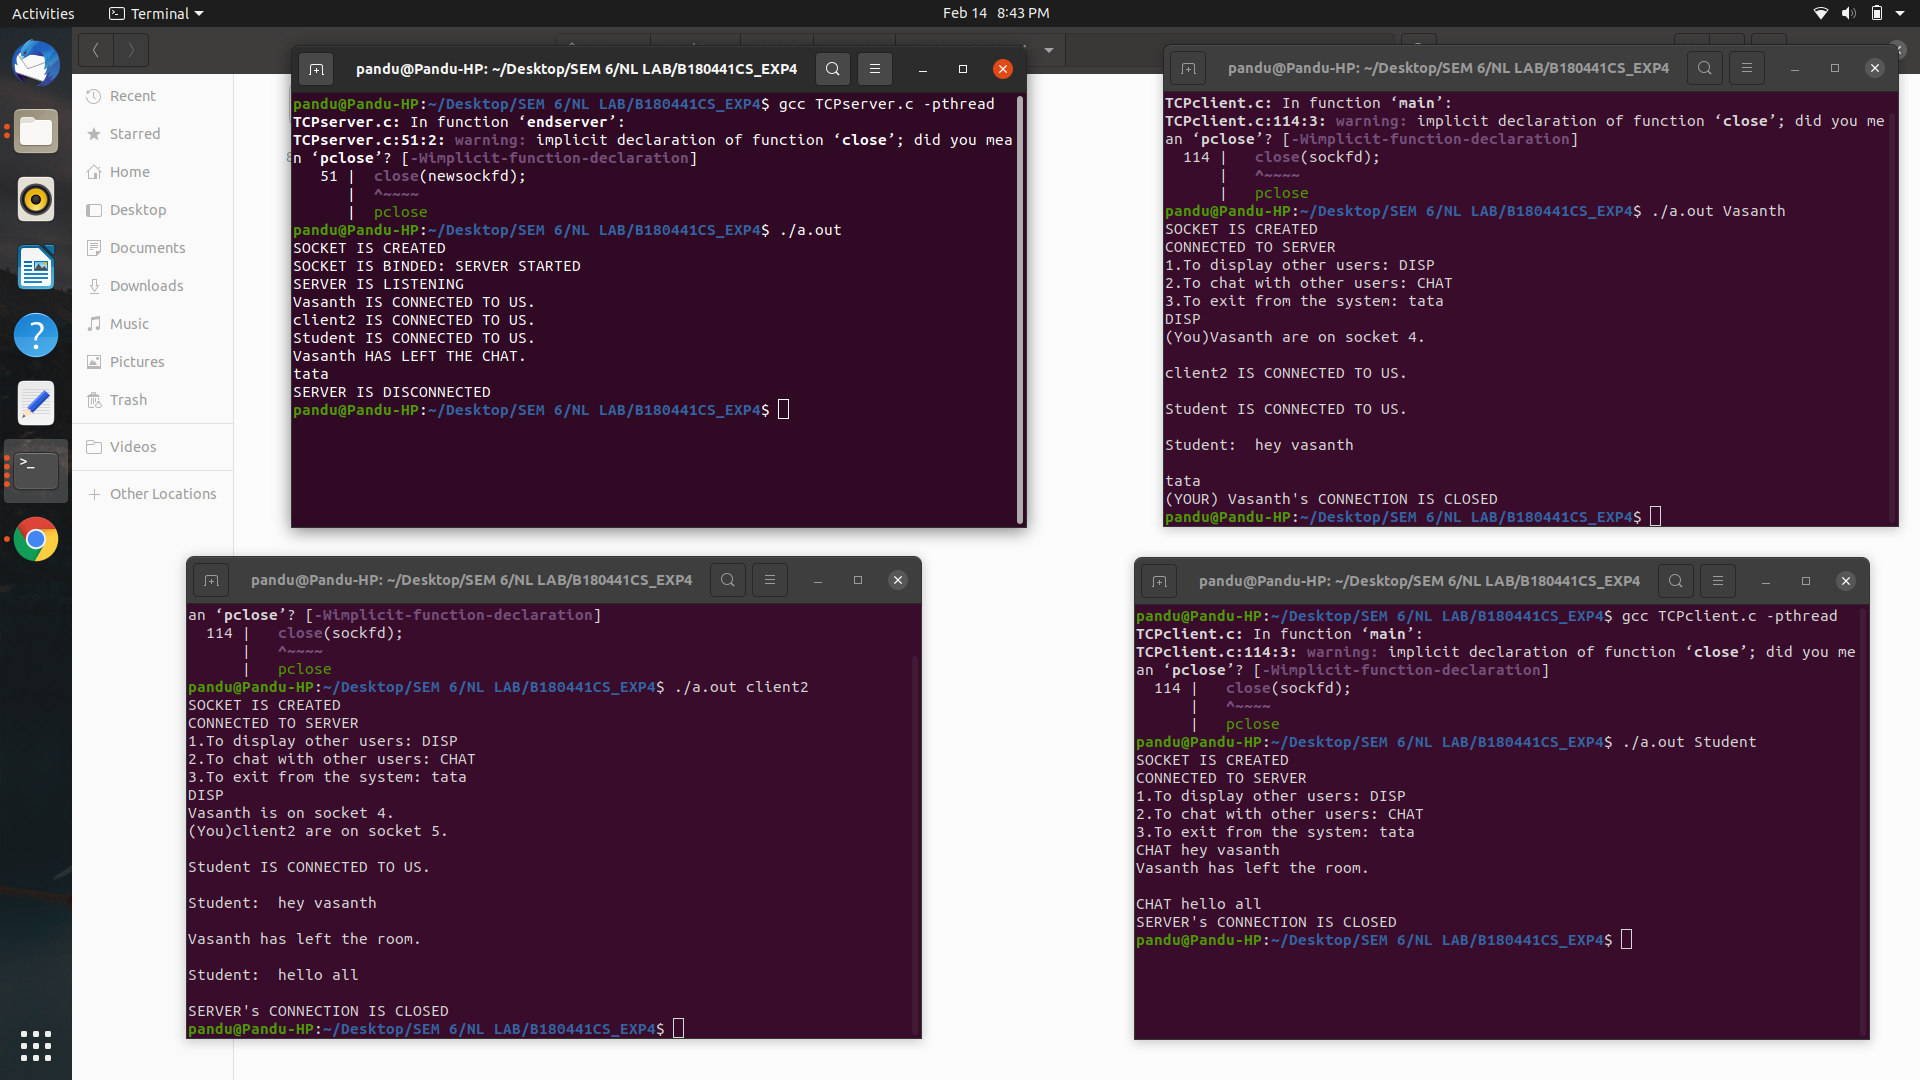 Activities
Terminal
Feb 14 8:43 PM
Recent
Starred
Home
Desktop
Documents
Downloads
Music
Pictures
Trash
Videos
Other Locations
pandu@Pandu-HP: ~/Desktop/SEM 6/NL LAB/B180441CS_EXP4
pandu@Pandu-HP:~/Desktop/SEM 6/NL LAB/B180441CS_EXP4$ gcc TCPserver.c -pthread
TCPserver.c: In function ‘endserver’:
TCPserver.c:51:2: warning: implicit declaration of function ‘close’; did you mea
n ‘pclose’? [-Wimplicit-function-declaration]
51 | close(newsockfd);
| ^~~~~
| pclose
pandu@Pandu-HP:~/Desktop/SEM 6/NL LAB/B180441CS_EXP4$ ./a.out
SOCKET IS CREATED
SOCKET IS BINDED: SERVER STARTED
SERVER IS LISTENING
Vasanth IS CONNECTED TO US.
client2 IS CONNECTED TO US.
Student IS CONNECTED TO US.
Vasanth HAS LEFT THE CHAT.
tata
SERVER IS DISCONNECTED
pandu@Pandu-HP:~/Desktop/SEM 6/NL LAB/B180441CS_EXP4$
pandu@Pandu-HP: ~/Desktop/SEM 6/NL LAB/B180441CS_EXP4
TCPclient.c: In function ‘main’:
TCPclient.c:114:3: warning: implicit declaration of function ‘close’; did you me
an ‘pclose’? [-Wimplicit-function-declaration]
114 | close(sockfd);
| ^~~~~
| pclose
pandu@Pandu-HP:~/Desktop/SEM 6/NL LAB/B180441CS_EXP4$ ./a.out Vasanth
SOCKET IS CREATED
CONNECTED TO SERVER
1.To display other users: DISP
2.To chat with other users: CHAT
3.To exit from the system: tata
DISP
(You)Vasanth are on socket 4.
client2 IS CONNECTED TO US.
Student IS CONNECTED TO US.
Student: hey vasanth
tata
(YOUR) Vasanth's CONNECTION IS CLOSED
pandu@Pandu-HP:~/Desktop/SEM 6/NL LAB/B180441CS_EXP4$
pandu@Pandu-HP: ~/Desktop/SEM 6/NL LAB/B180441CS_EXP4
an ‘pclose’? [-Wimplicit-function-declaration]
114 | close(sockfd);
| ^~~~~
| pclose
pandu@Pandu-HP:~/Desktop/SEM 6/NL LAB/B180441CS_EXP4$ ./a.out client2
SOCKET IS CREATED
CONNECTED TO SERVER
1.To display other users: DISP
2.To chat with other users: CHAT
3.To exit from the system: tata
DISP
Vasanth is on socket 4.
(You)client2 are on socket 5.
Student IS CONNECTED TO US.
Student: hey vasanth
Vasanth has left the room.
Student: hello all
SERVER's CONNECTION IS CLOSED
pandu@Pandu-HP:~/Desktop/SEM 6/NL LAB/B180441CS_EXP4$
pandu@Pandu-HP: ~/Desktop/SEM 6/NL LAB/B180441CS_EXP4
pandu@Pandu-HP:~/Desktop/SEM 6/NL LAB/B180441CS_EXP4$ gcc TCPclient.c -pthread
TCPclient.c: In function ‘main’:
TCPclient.c:114:3: warning: implicit declaration of function ‘close’; did you me
an ‘pclose’? [-Wimplicit-function-declaration]
114 | close(sockfd);
| ^~~~~
| pclose
pandu@Pandu-HP:~/Desktop/SEM 6/NL LAB/B180441CS_EXP4$ ./a.out Student
SOCKET IS CREATED
CONNECTED TO SERVER
1.To display other users: DISP
2.To chat with other users: CHAT
3.To exit from the system: tata
CHAT hey vasanth
Vasanth has left the room.
CHAT hello all
SERVER's CONNECTION IS CLOSED
pandu@Pandu-HP:~/Desktop/SEM 6/NL LAB/B180441CS_EXP4$